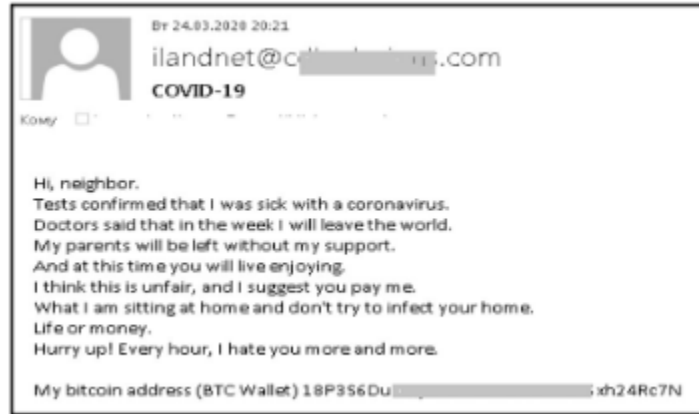 Вт 24.03.2020 20:21
ilandnet@c .com
COVID-19
Кому
Hi, neighbor.
Tests confirmed that I was sick with a coronavirus.
Doctors said that in the week I will leave the world.
My parents will be left without my support.
And at this time you will live enjoying.
I think this is unfair, and I suggest you pay me.
What I am sitting at home and don't try to infect your home.
Life or money.
Hurry up! Every hour, I hate you more and more.
My bitcoin address (BTC Wallet) 18P3S6Du xh24Rc7N